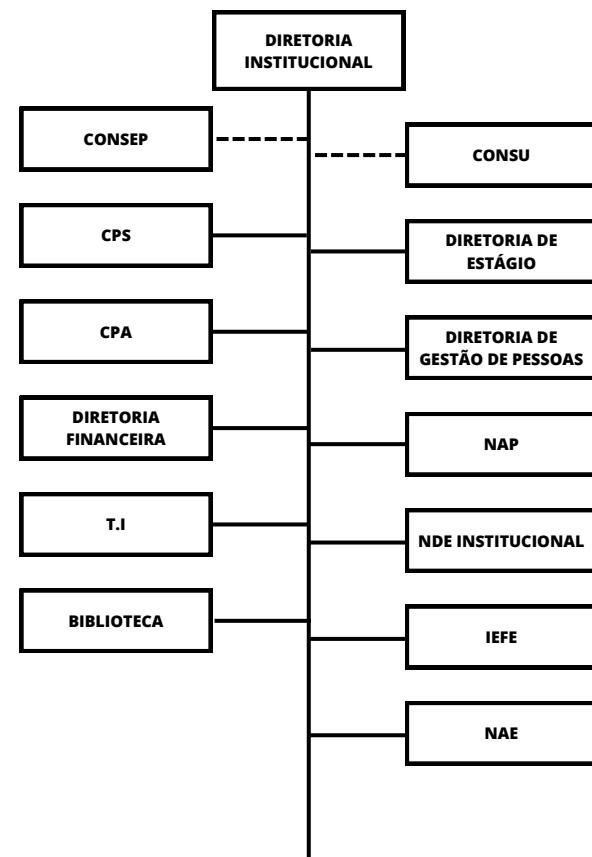 DIRETORIA
INSTITUCIONAL
CONSEP
CONSU
CPS
DIRETORIA DE
ESTÁGIO
CPA
DIRETORIA DE
GESTÃO DE PESSOAS
DIRETORIA
FINANCEIRA
NAP
T.I
NDE INSTITUCIONAL
BIBLIOTECA
IEFE
NAE